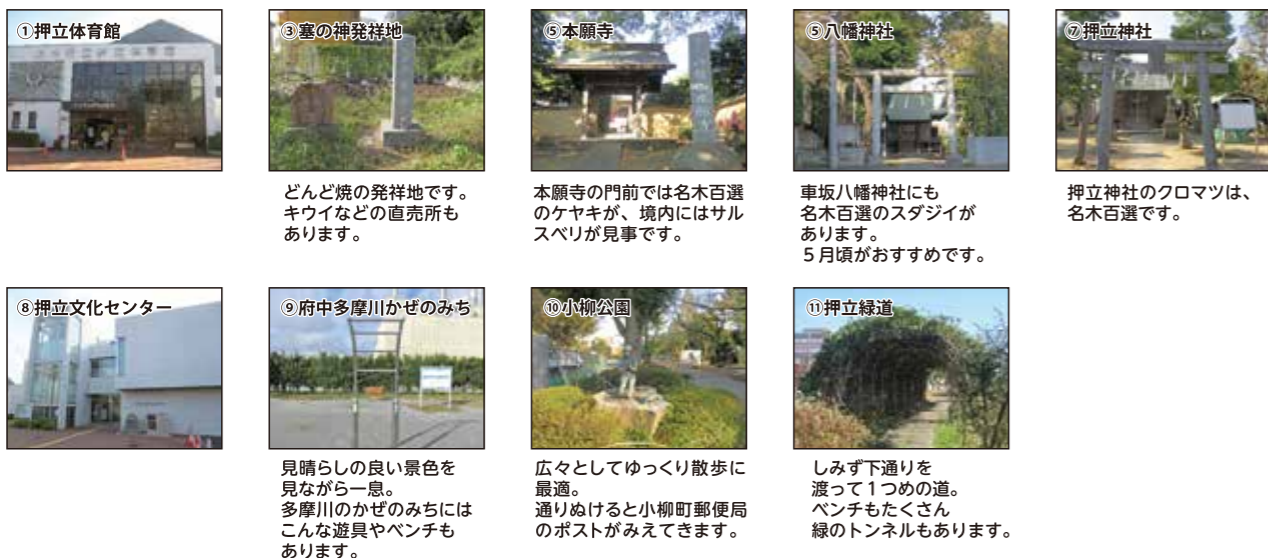 ①押立体育館
③塞の神発祥地
どんど焼の発祥地です。
キウイなどの直売所も
あります。
⑤本願寺
本願寺の門前では名木百選
のケヤキが、境内にはサル
スベリが見事です。
⑤八幡神社
車坂八幡神社にも
名木百選のスダジイが
あります。
５月頃がおすすめです。
⑦押立神社
押立神社のクロマツは、
名木百選です。
⑧押立文化センター
⑨府中多摩川かぜのみち
見晴らしの良い景色を
見ながら一息。
多摩川のかぜのみちには
こんな遊具やベンチも
あります。
⑩小柳公園
広々としてゆっくり散歩に
最適。
通りぬけると小柳町郵便局
のポストがみえてきます。
⑪押立緑道
しみず下通りを
渡って１つめの道。
ベンチもたくさん
緑のトンネルもあります。